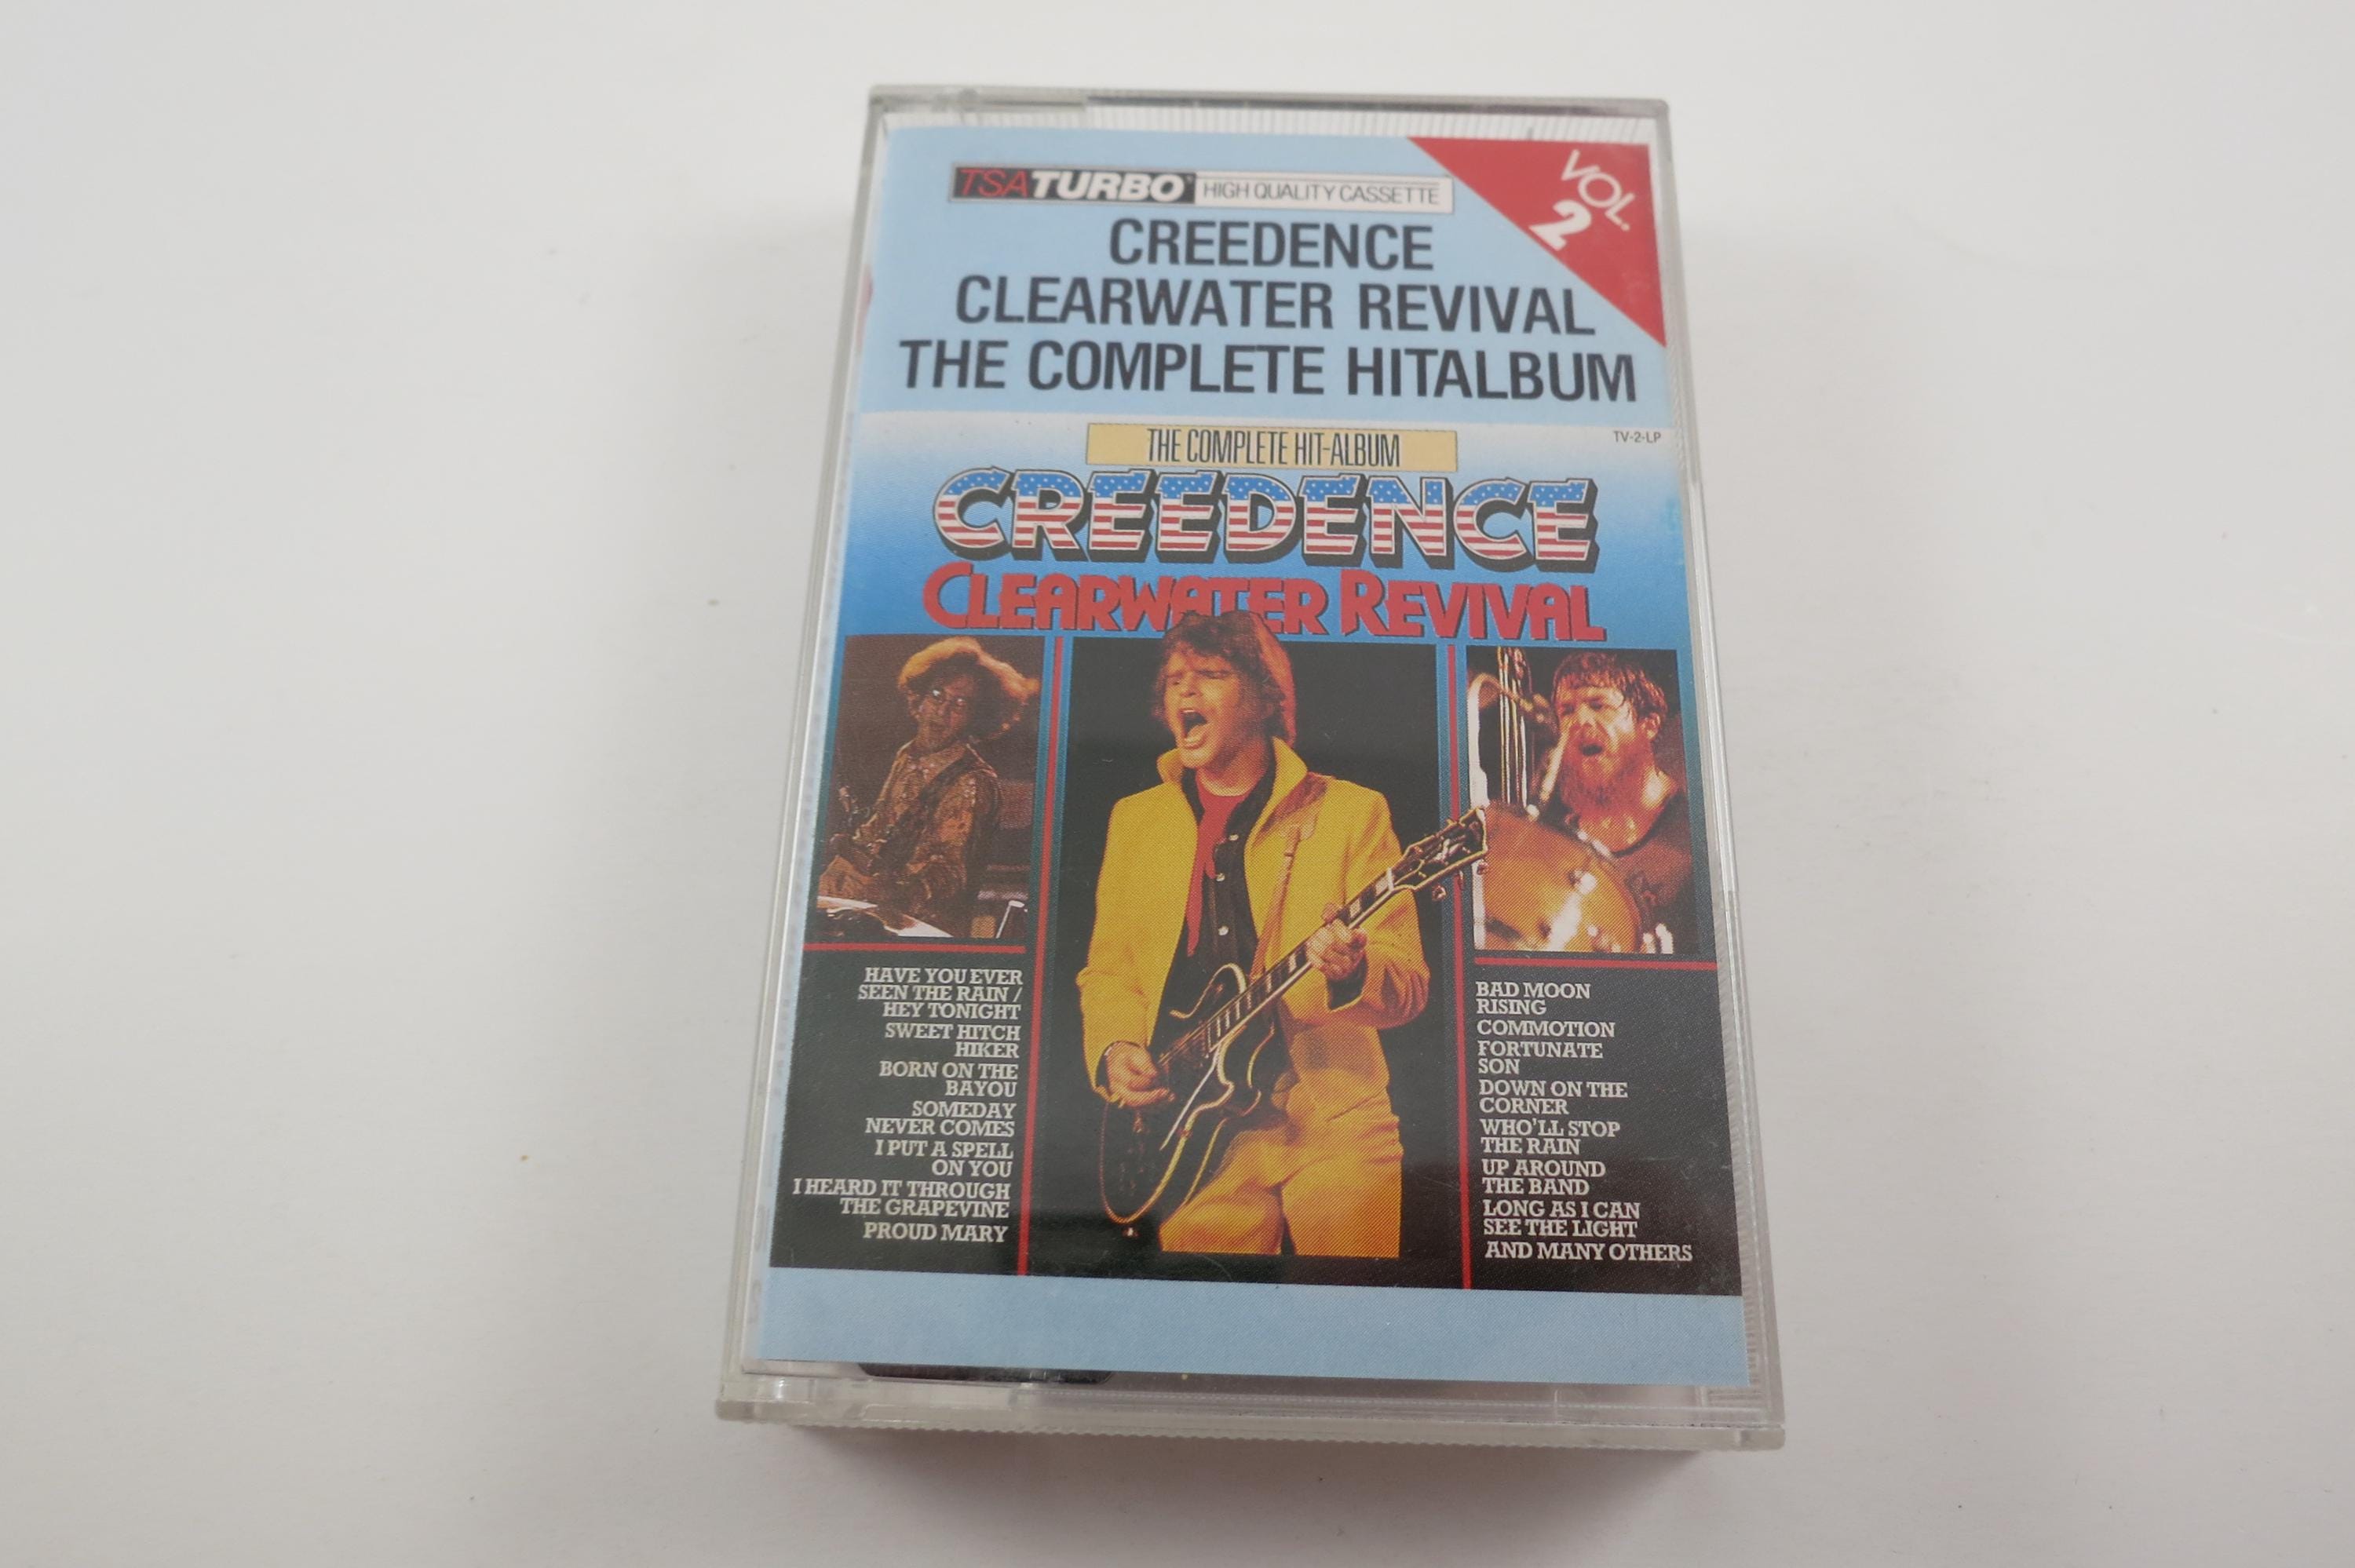 TSA TURBO HIGH QUALITY CASSETTE
VOL.
2
CREEDENCE
CLEARWATER REVIVAL
THE COMPLETE HITALBUM
THE COMPLETE HIT-ALBUM
TV-2-LP
CREEDENCE
CLEARWATER REVIVAL
HAVE YOU EVER
SEEN THE RAIN /
HEY TONIGHT
SWEET HITCH
HIKER
BORN ON THE
BAYOU
SOMEDAY
NEVER COMES
I PUT A SPELL
ON YOU
I HEARD IT THROUGH
THE GRAPEVINE
PROUD MARY
BAD MOON
RISING
COMMOTION
FORTUNATE
SON
DOWN ON THE
CORNER
WHO'LL STOP
THE RAIN
UP AROUND
THE BAND
LONG AS I CAN
SEE THE LIGHT
AND MANY OTHERS